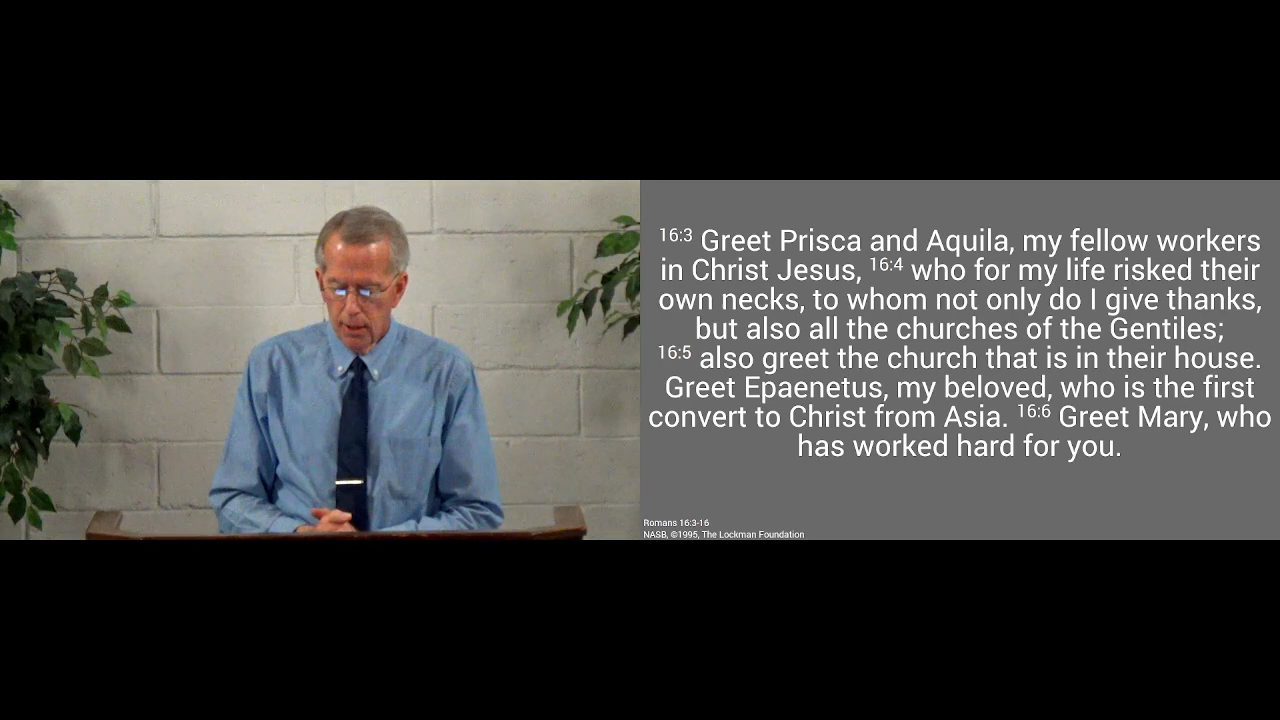 16:3 Greet Prisca and Aquila, my fellow workers
in Christ Jesus, 16:4 who for my life risked their
own necks, to whom not only do I give thanks,
but also all the churches of the Gentiles;
16:5 also greet the church that is in their house.
Greet Epaenetus, my beloved, who is the first
convert to Christ from Asia. 16:6 Greet Mary, who
has worked hard for you.
Romans 16:3-16
NASB, ©1995, The Lockman Foundation